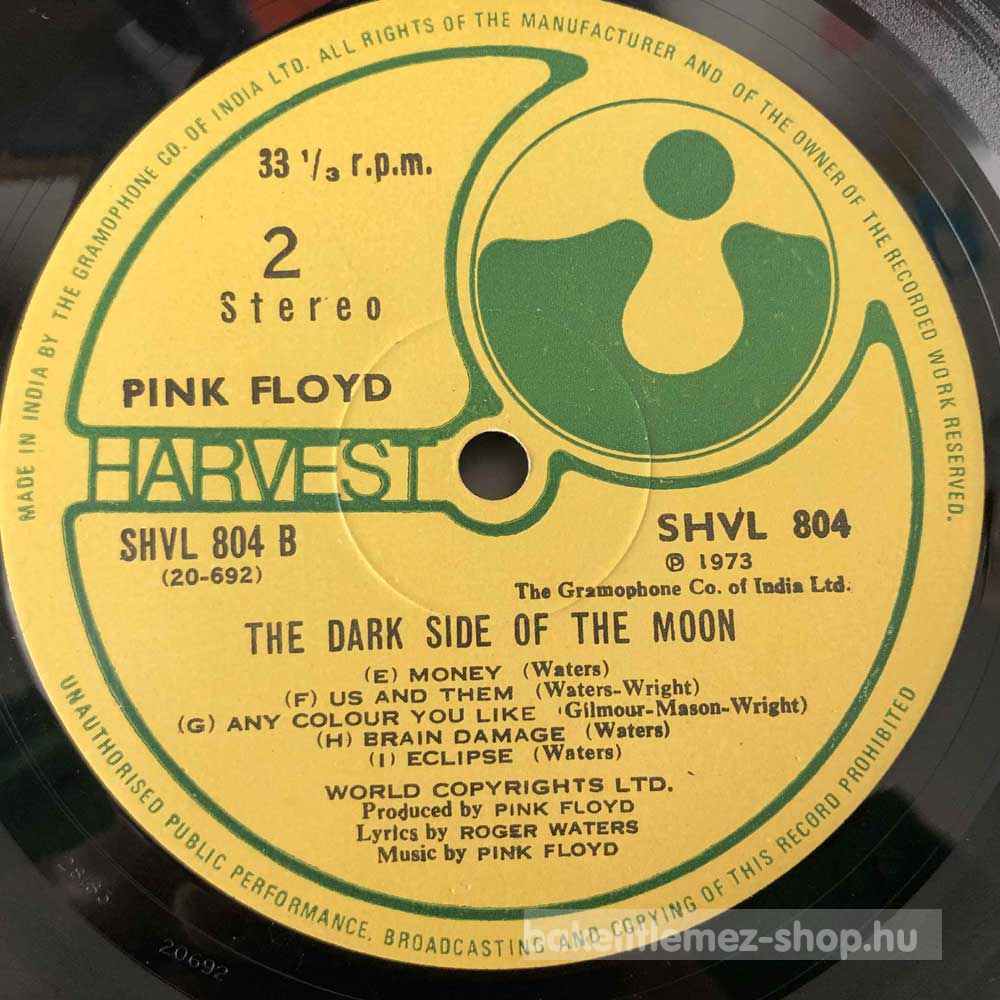 MADE IN INDIA BY THE GRAMOPHONE CO. OF INDIA LTD. ALL RIGHTS OF THE MANUFACTURER AND OF THE OWNER OF THE RECORDED WORK RESERVED.
33 1/3 r.p.m.
2
Stereo
PINK FLOYD
HARVEST
SHVL 804 B
(20-692)
SHVL 804
℗ 1973
The Gramophone Co. of India Ltd.
THE DARK SIDE OF THE MOON
(E) MONEY (Waters)
(F) US AND THEM (Waters-Wright)
(G) ANY COLOUR YOU LIKE (Gilmour-Mason-Wright)
(H) BRAIN DAMAGE (Waters)
(I) ECLIPSE (Waters)
WORLD COPYRIGHTS LTD.
Produced by PINK FLOYD
Lyrics by ROGER WATERS
Music by PINK FLOYD
UNAUTHORISED PUBLIC PERFORMANCE, BROADCASTING AND COPYING OF THIS RECORD PROHIBITED
20692
bakelitlemez-shop.hu